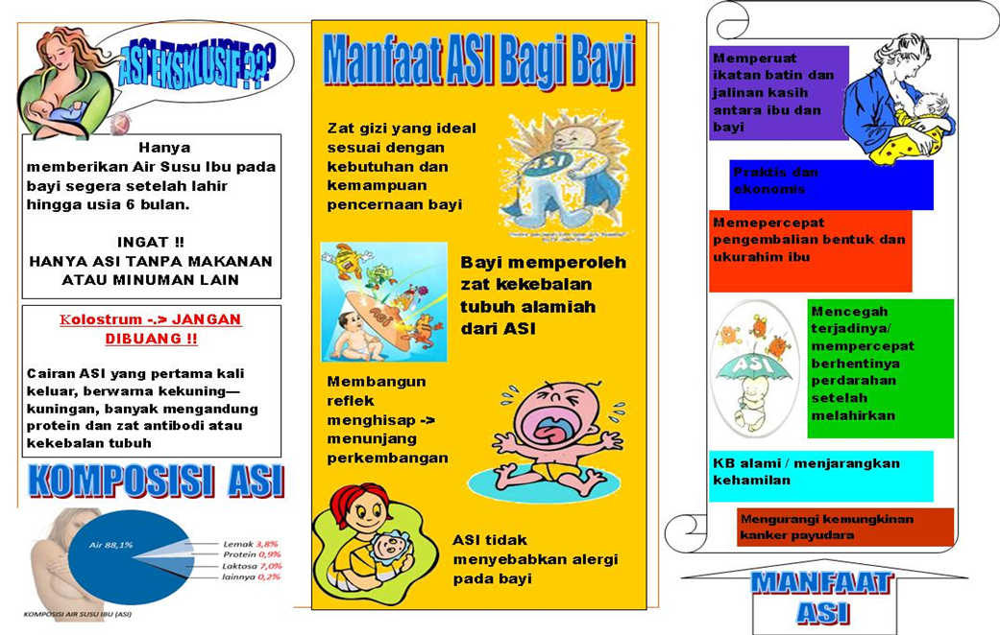 ASI EKSKLUSIF ???
Hanya
memberikan Air Susu Ibu pada
bayi segera setelah lahir
hingga usia 6 bulan.
INGAT !!
HANYA ASI TANPA MAKANAN
ATAU MINUMAN LAIN
Kolostrum -.> JANGAN
DIBUANG !!
Cairan ASI yang pertama kali
keluar, berwarna kekuning—
kuningan, banyak mengandung
protein dan zat antibodi atau
kekebalan tubuh
KOMPOSISI ASI
Air 88,1%
Lemak 3,8%
Protein 0,9%
Laktosa 7,0%
lainnya 0,2%
KOMPOSISI AIR SUSU IBU (ASI)
Manfaat ASI Bagi Bayi
Zat gizi yang ideal
sesuai dengan
kebutuhan dan
kemampuan
pencernaan bayi
ASI
Bayi memperoleh
zat kekebalan
tubuh alamiah
dari ASI
ASI
Membangun
reflek
menghisap ->
menunjang
perkembangan
ASI tidak
menyebabkan alergi
pada bayi
Memperuat
ikatan batin dan
jalinan kasih
antara ibu dan
bayi
Praktis dan
ekonomis
Memepercepat
pengembalian bentuk dan
ukurahim ibu
ASI
Mencegah
terjadinya/
mempercepat
berhentinya
perdarahan
setelah
melahirkan
KB alami / menjarangkan
kehamilan
Mengurangi kemungkinan
kanker payudara
MANFAAT
ASI